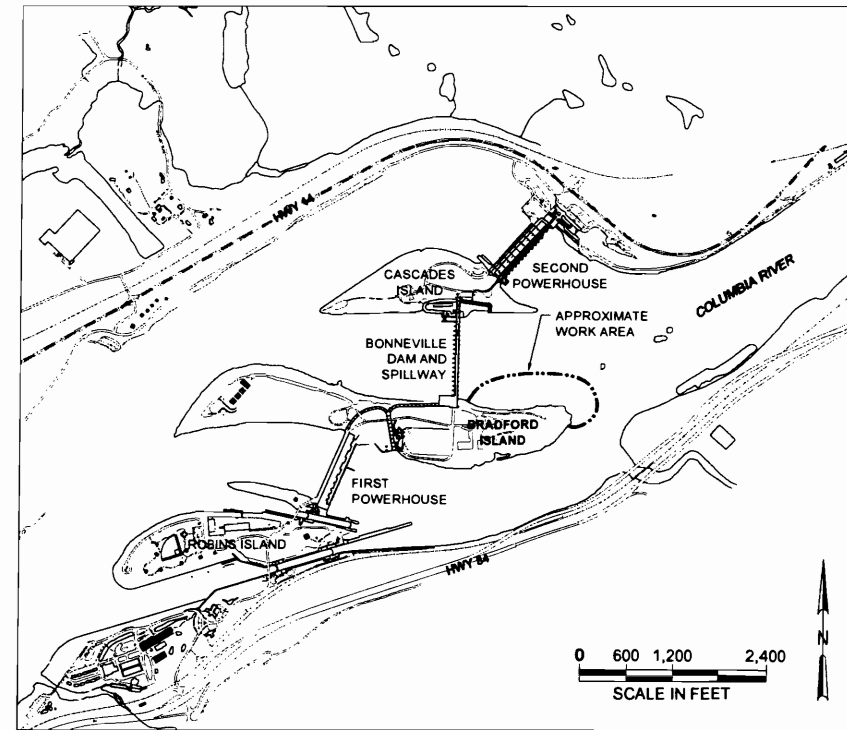 HWY 14
CASCADES
ISLAND
SECOND
POWERHOUSE
COLUMBIA RIVER
APPROXIMATE
WORK AREA
BONNEVILLE
DAM AND
SPILLWAY
BRADFORD
ISLAND
FIRST
POWERHOUSE
ROBINS ISLAND
HWY 84
N
0 600 1,200 2,400
SCALE IN FEET